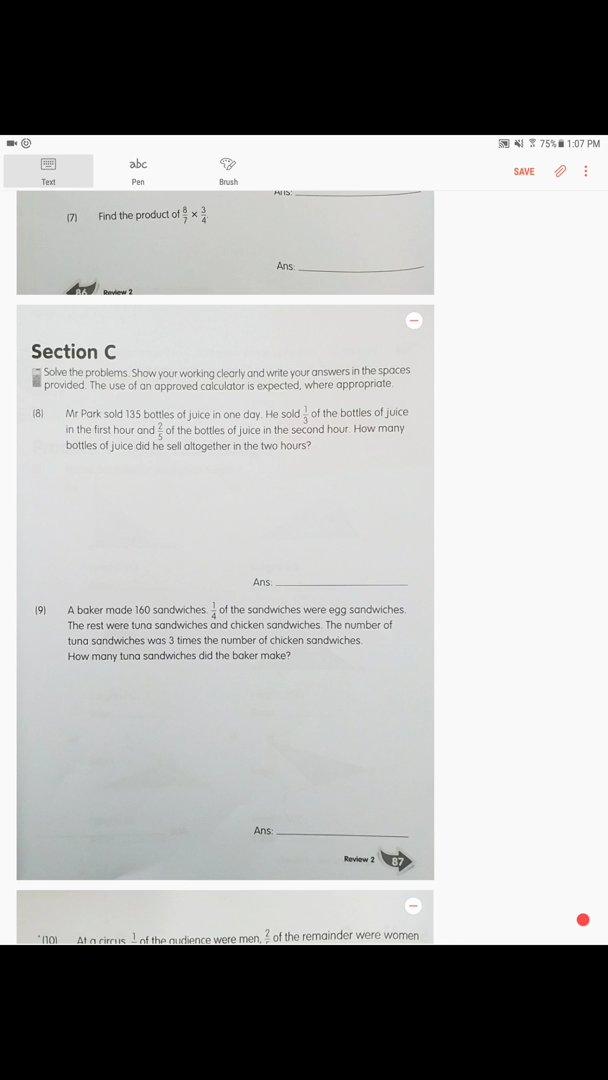 75% 1:07 PM
Text
abc
Pen
Brush
SAVE
Ans:
(7) Find the product of 8/7 × 3/4.
Ans:
86 Review 2
Section C
Solve the problems. Show your working clearly and write your answers in the spaces
provided. The use of an approved calculator is expected, where appropriate.
(8) Mr Park sold 135 bottles of juice in one day. He sold 1/3 of the bottles of juice
in the first hour and 2/5 of the bottles of juice in the second hour. How many
bottles of juice did he sell altogether in the two hours?
Ans:
(9) A baker made 160 sandwiches. 1/4 of the sandwiches were egg sandwiches.
The rest were tuna sandwiches and chicken sandwiches. The number of
tuna sandwiches was 3 times the number of chicken sandwiches.
How many tuna sandwiches did the baker make?
Ans:
Review 2 87
*(10) At a circus, of the audience were men, of the remainder were women